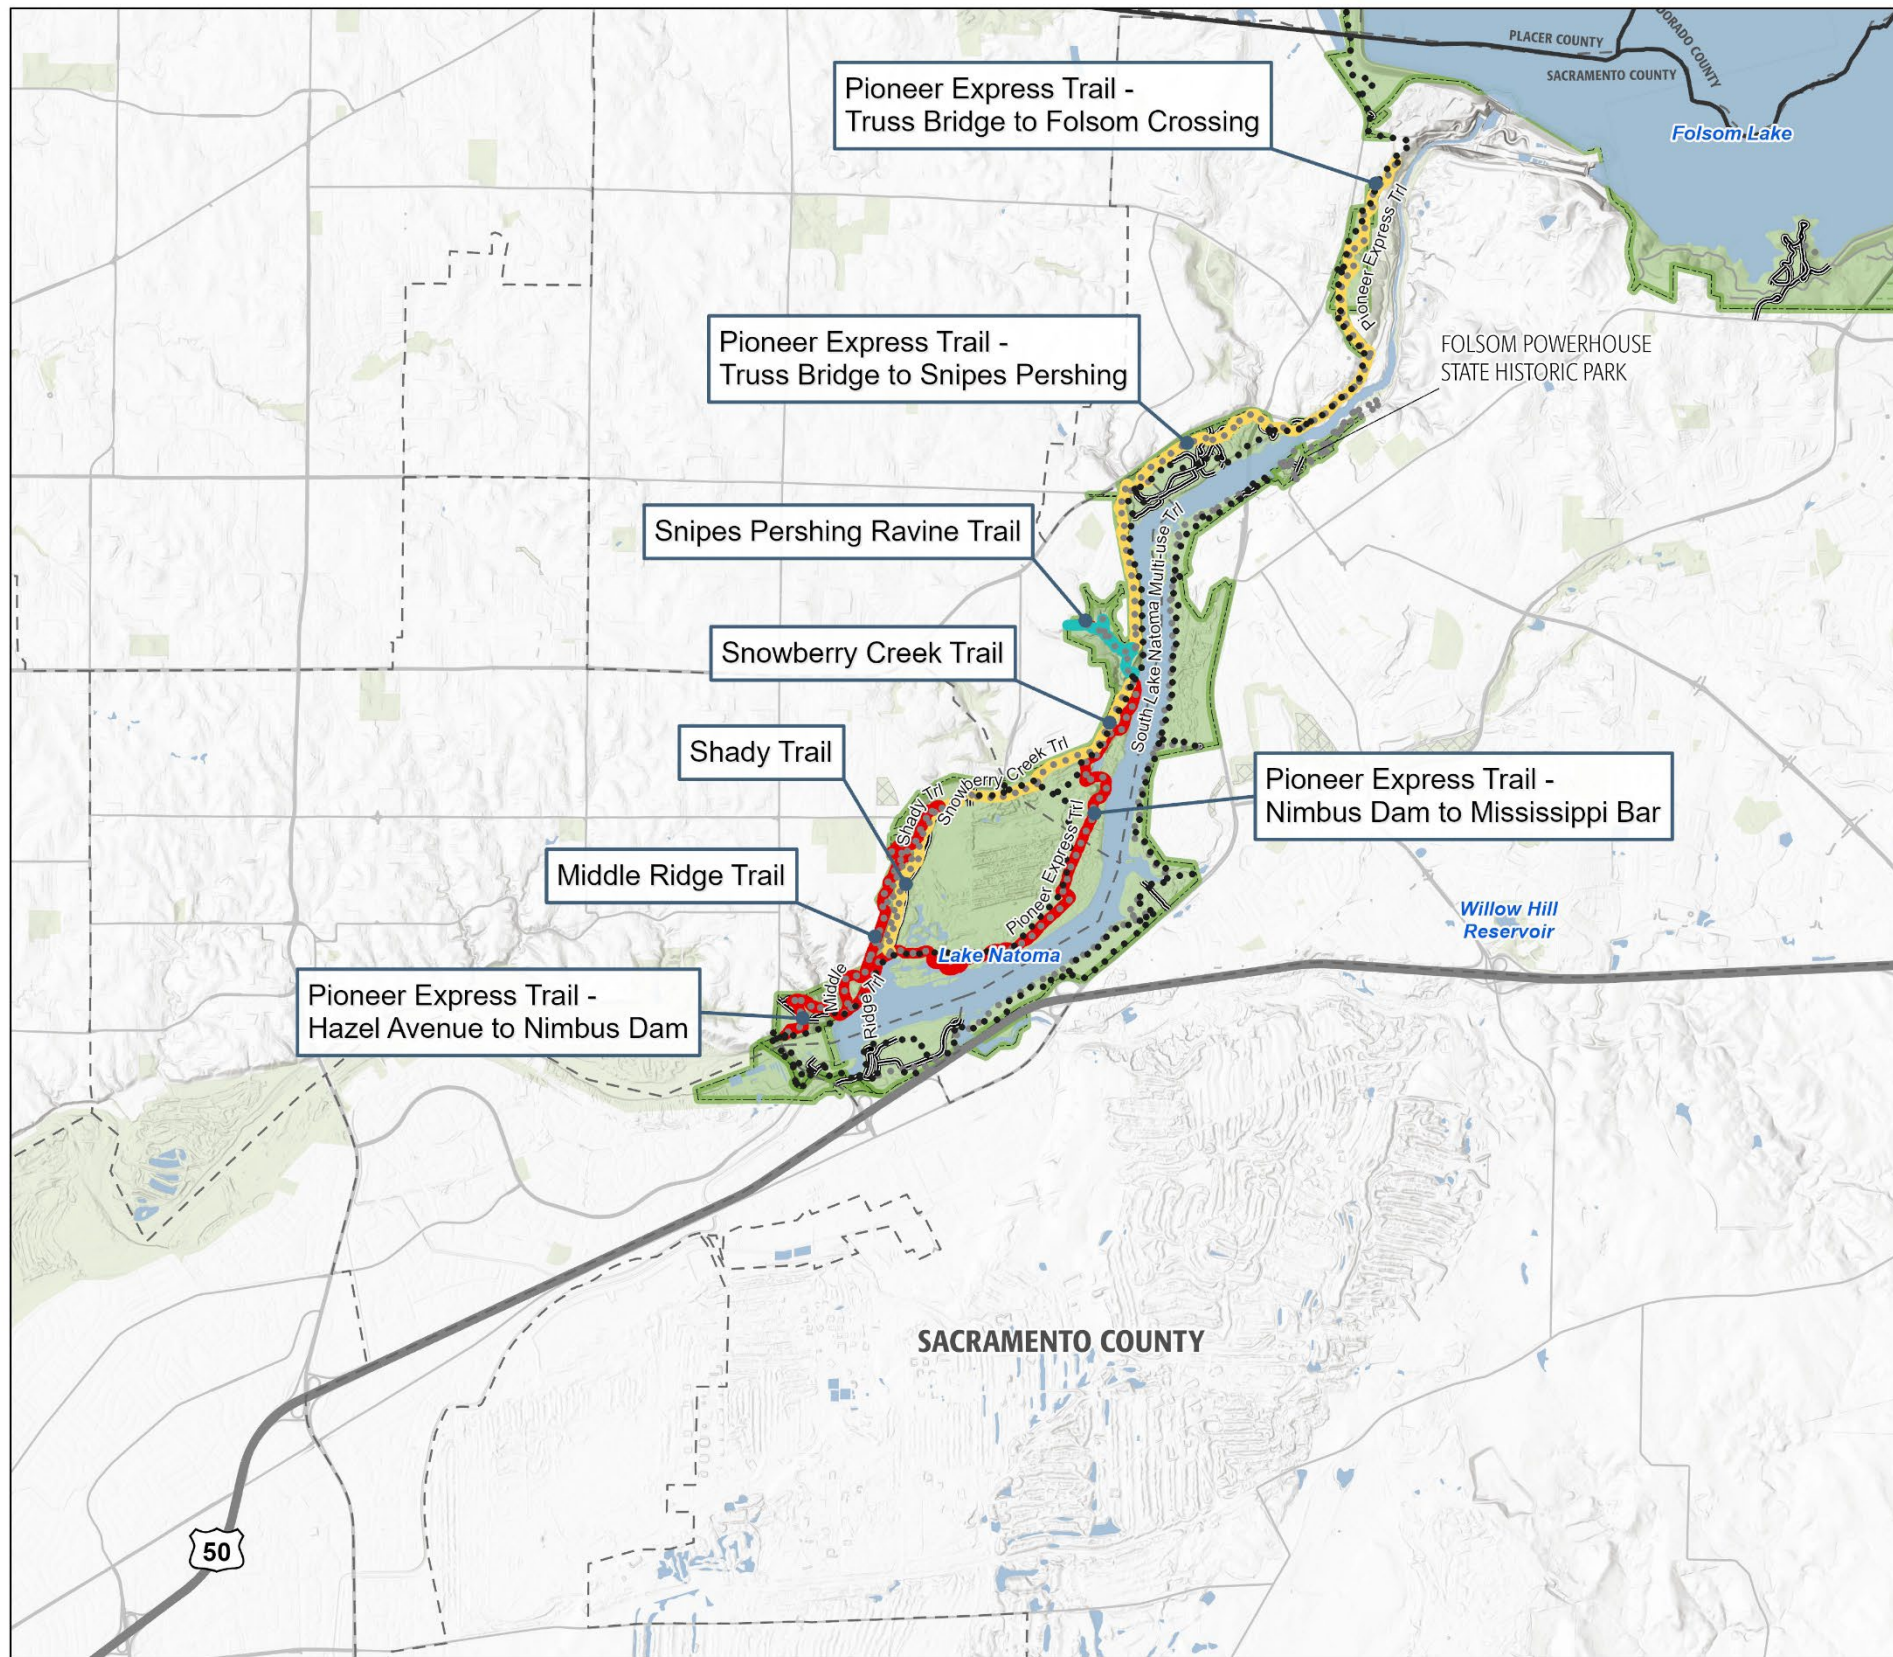 PLACER COUNTY
DORADO COUNTY
SACRAMENTO COUNTY
Folsom Lake
Pioneer Express Trail -
Truss Bridge to Folsom Crossing
Pioneer Express Trl
Pioneer Express Trail -
Truss Bridge to Snipes Pershing
FOLSOM POWERHOUSE
STATE HISTORIC PARK
Snipes Pershing Ravine Trail
South Lake Natoma Multi-use Trl
Snowberry Creek Trail
Shady Trail
Snowberry Creek Trl
Shady Trl
Pioneer Express Trail -
Nimbus Dam to Mississippi Bar
Pioneer Express Trl
Middle Ridge Trail
Willow Hill
Reservoir
Lake Natoma
Middle
Ridge Trl
Pioneer Express Trail -
Hazel Avenue to Nimbus Dam
SACRAMENTO COUNTY
50